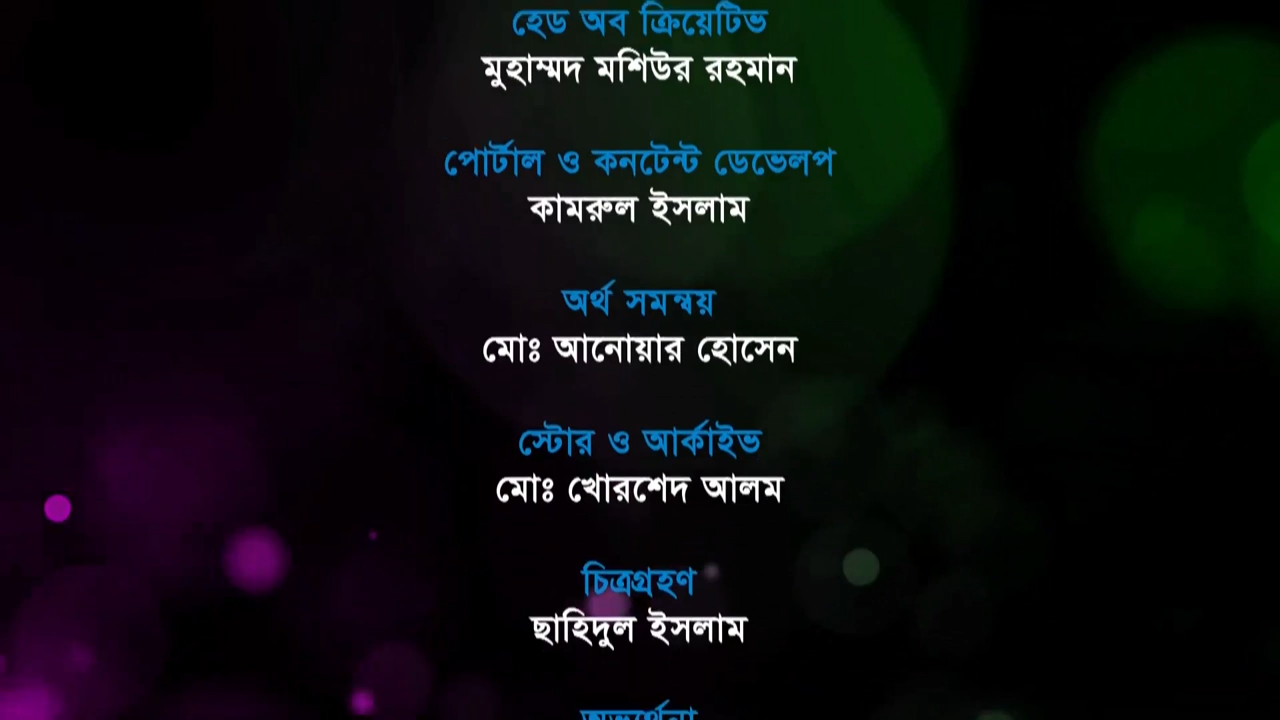 হেড অব ক্রিয়েটিভ
মুহাম্মদ মশিউর রহমান
পোর্টাল ও কনটেন্ট ডেভেলপ
কামরুল ইসলাম
অর্থ সমন্বয়
মোঃ আনোয়ার হোসেন
স্টোর ও আর্কাইভ
মোঃ খোরশেদ আলম
চিত্রগ্রহণ
ছাহিদুল ইসলাম